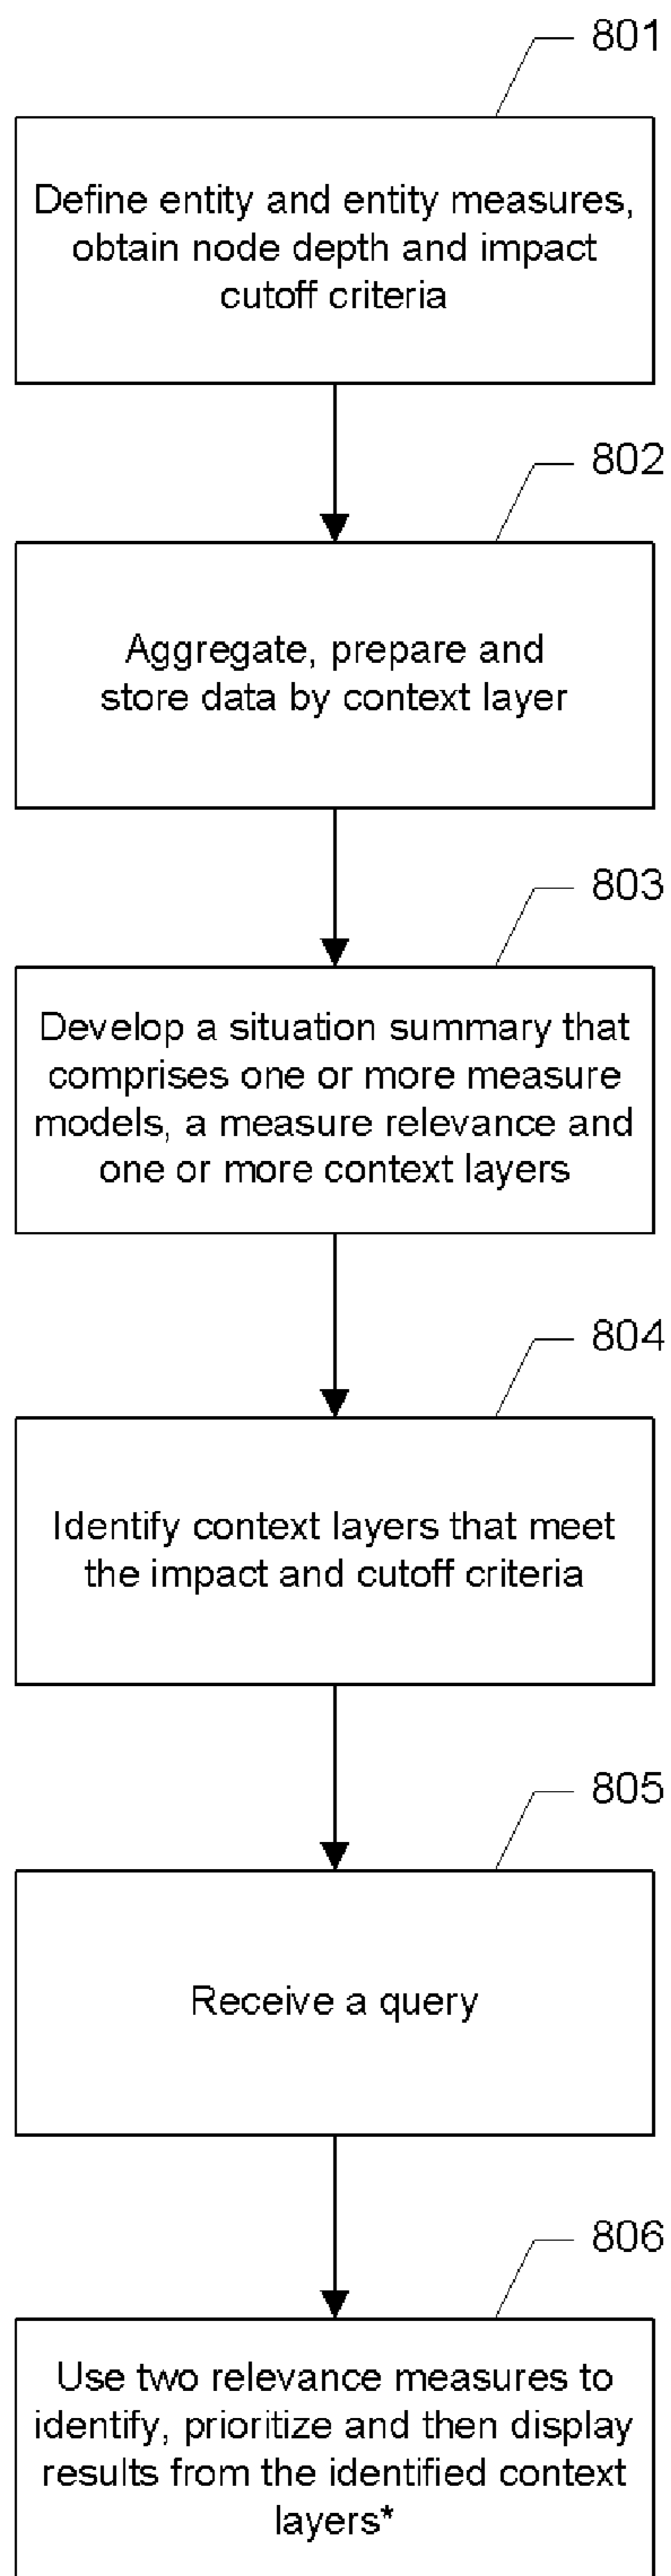 801
Define entity and entity measures,
obtain node depth and impact
cutoff criteria
802
Aggregate, prepare and
store data by context layer
803
Develop a situation summary that
comprises one or more measure
models, a measure relevance and
one or more context layers
804
Identify context layers that meet
the impact and cutoff criteria
805
Receive a query
806
Use two relevance measures to
identify, prioritize and then display
results from the identified context
layers*